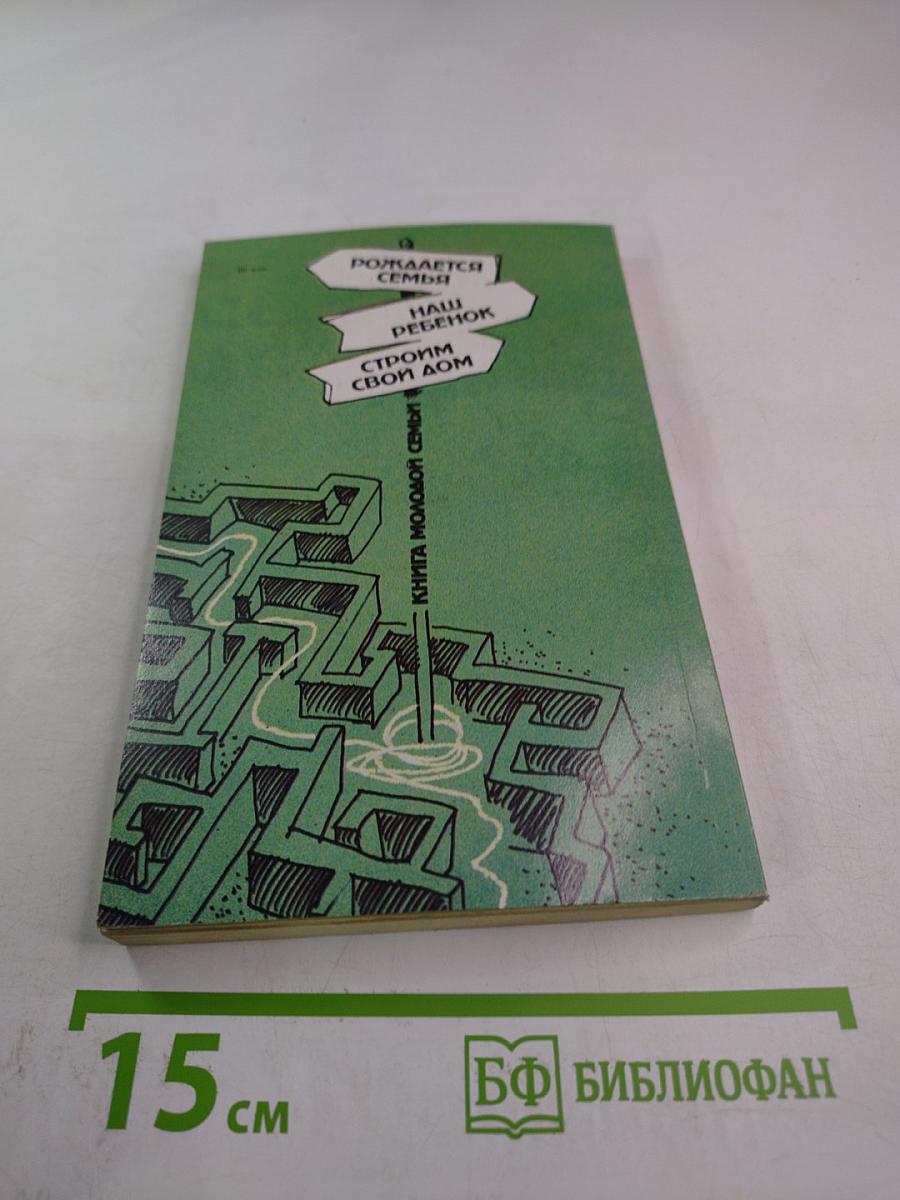 РОЖДАЕТСЯ
СЕМЬЯ
НАШ
РЕБЕНОК
СТРОИМ
СВОЙ ДОМ
КНИГА МОЛОДОЙ СЕМЬИ
15 см
БФ БИБЛИОФАН